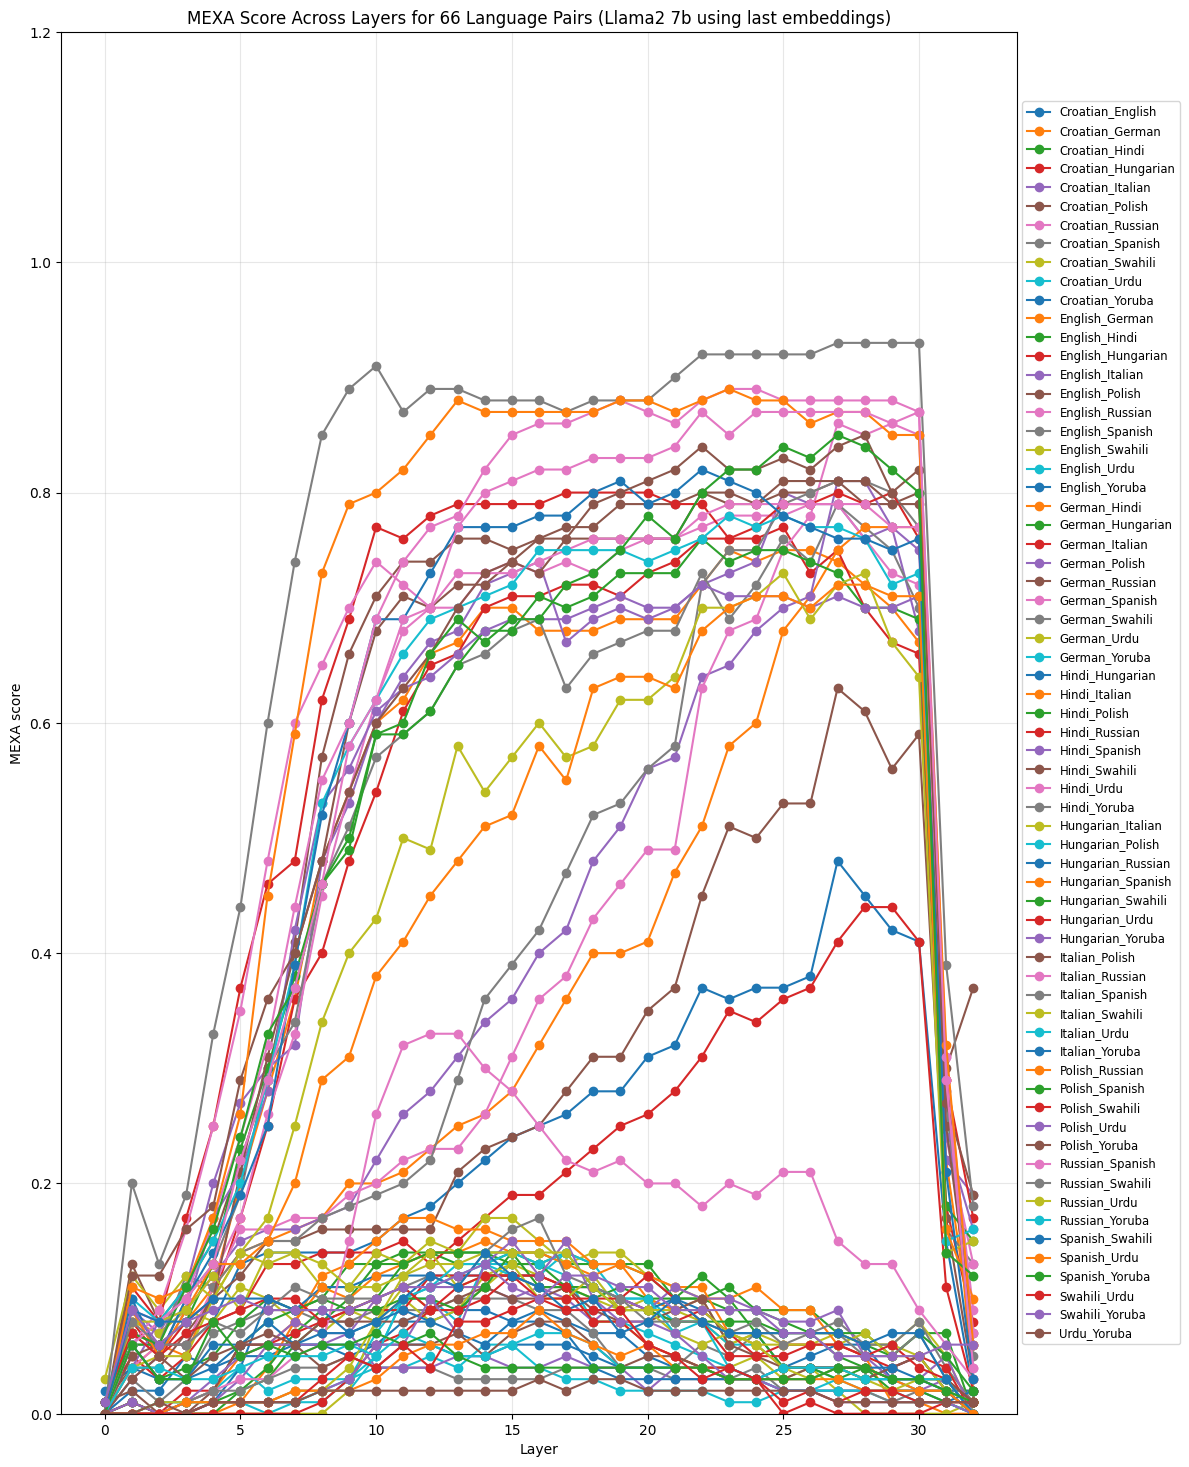 MEXA Score Across Layers for 66 Language Pairs (Llama2 7b using last embeddings)
1.2
1.0
0.8
0.6
0.4
0.2
0.0
MEXA score
0 5 10 15 20 25 30
Layer
Croatian_English
Croatian_German
Croatian_Hindi
Croatian_Hungarian
Croatian_Italian
Croatian_Polish
Croatian_Russian
Croatian_Spanish
Croatian_Swahili
Croatian_Urdu
Croatian_Yoruba
English_German
English_Hindi
English_Hungarian
English_Italian
English_Polish
English_Russian
English_Spanish
English_Swahili
English_Urdu
English_Yoruba
German_Hindi
German_Hungarian
German_Italian
German_Polish
German_Russian
German_Spanish
German_Swahili
German_Urdu
German_Yoruba
Hindi_Hungarian
Hindi_Italian
Hindi_Polish
Hindi_Russian
Hindi_Spanish
Hindi_Swahili
Hindi_Urdu
Hindi_Yoruba
Hungarian_Italian
Hungarian_Polish
Hungarian_Russian
Hungarian_Spanish
Hungarian_Swahili
Hungarian_Urdu
Hungarian_Yoruba
Italian_Polish
Italian_Russian
Italian_Spanish
Italian_Swahili
Italian_Urdu
Italian_Yoruba
Polish_Russian
Polish_Spanish
Polish_Swahili
Polish_Urdu
Polish_Yoruba
Russian_Spanish
Russian_Swahili
Russian_Urdu
Russian_Yoruba
Spanish_Swahili
Spanish_Urdu
Spanish_Yoruba
Swahili_Urdu
Swahili_Yoruba
Urdu_Yoruba